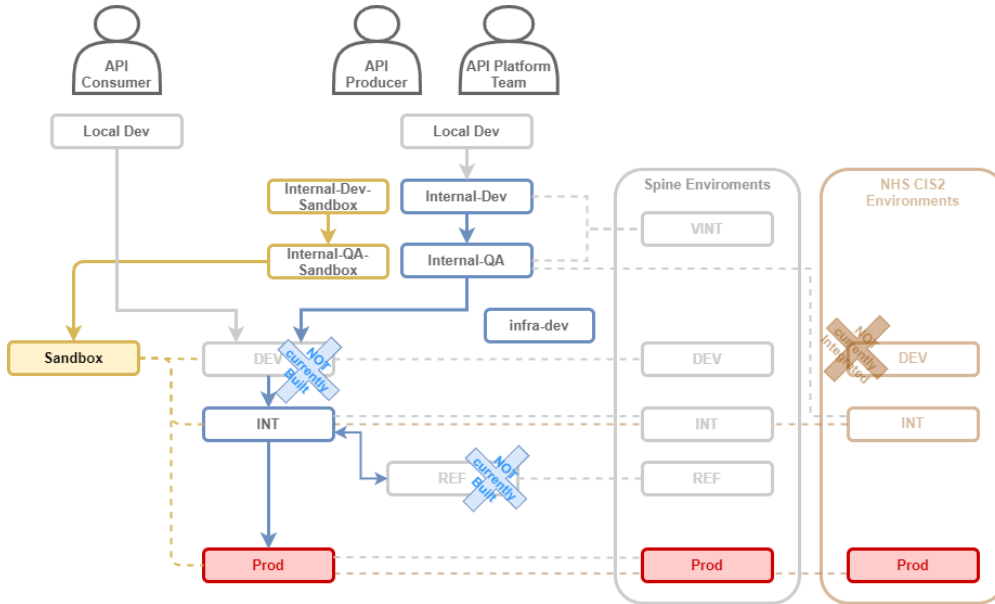 API
Consumer
API
Producer
API Platform
Team
Local Dev
Local Dev
Internal-Dev-
Sandbox
Internal-Dev
Spine Enviroments
NHS CIS2
Environments
VINT
Internal-QA-
Sandbox
Internal-QA
infra-dev
Sandbox
DEV
NOT
currently
Built
DEV
NOT
currently
Integrated
DEV
INT
INT
INT
REF
NOT
currently
Built
REF
Prod
Prod
Prod